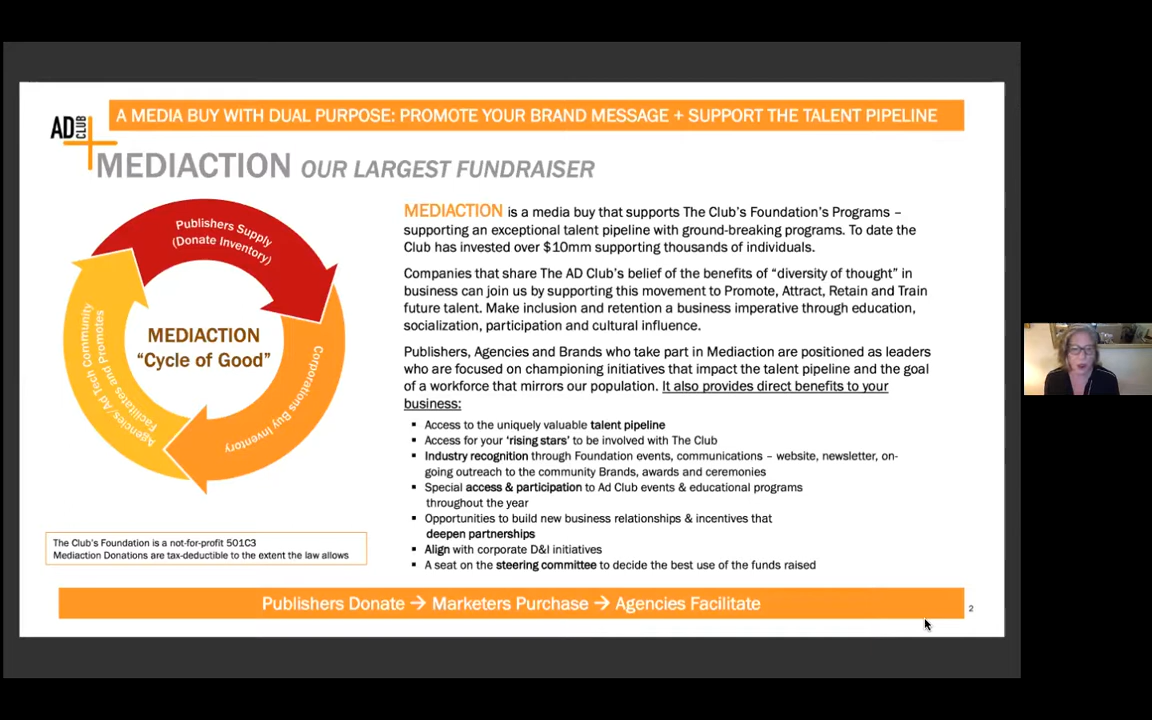 A MEDIA BUY WITH DUAL PURPOSE: PROMOTE YOUR BRAND MESSAGE + SUPPORT THE TALENT PIPELINE
AD CLUB
MEDIACTION OUR LARGEST FUNDRAISER
Publishers Supply
(Donate Inventory)
Corporations Buy Inventory
Agencies/Ad Tech Community
Facilitates and Promotes
MEDIACTION
“Cycle of Good”
The Club’s Foundation is a not-for-profit 501C3
Mediaction Donations are tax-deductible to the extent the law allows
MEDIACTION is a media buy that supports The Club’s Foundation’s Programs –
supporting an exceptional talent pipeline with ground-breaking programs. To date the
Club has invested over $10mm supporting thousands of individuals.
Companies that share The AD Club’s belief of the benefits of “diversity of thought” in
business can join us by supporting this movement to Promote, Attract, Retain and Train
future talent. Make inclusion and retention a business imperative through education,
socialization, participation and cultural influence.
Publishers, Agencies and Brands who take part in Mediaction are positioned as leaders
who are focused on championing initiatives that impact the talent pipeline and the goal
of a workforce that mirrors our population. It also provides direct benefits to your
business:
▪ Access to the uniquely valuable talent pipeline
▪ Access for your ‘rising stars’ to be involved with The Club
▪ Industry recognition through Foundation events, communications – website, newsletter, on-
going outreach to the community Brands, awards and ceremonies
▪ Special access & participation to Ad Club events & educational programs
throughout the year
▪ Opportunities to build new business relationships & incentives that
deepen partnerships
▪ Align with corporate D&I initiatives
▪ A seat on the steering committee to decide the best use of the funds raised
Publishers Donate → Marketers Purchase → Agencies Facilitate
2